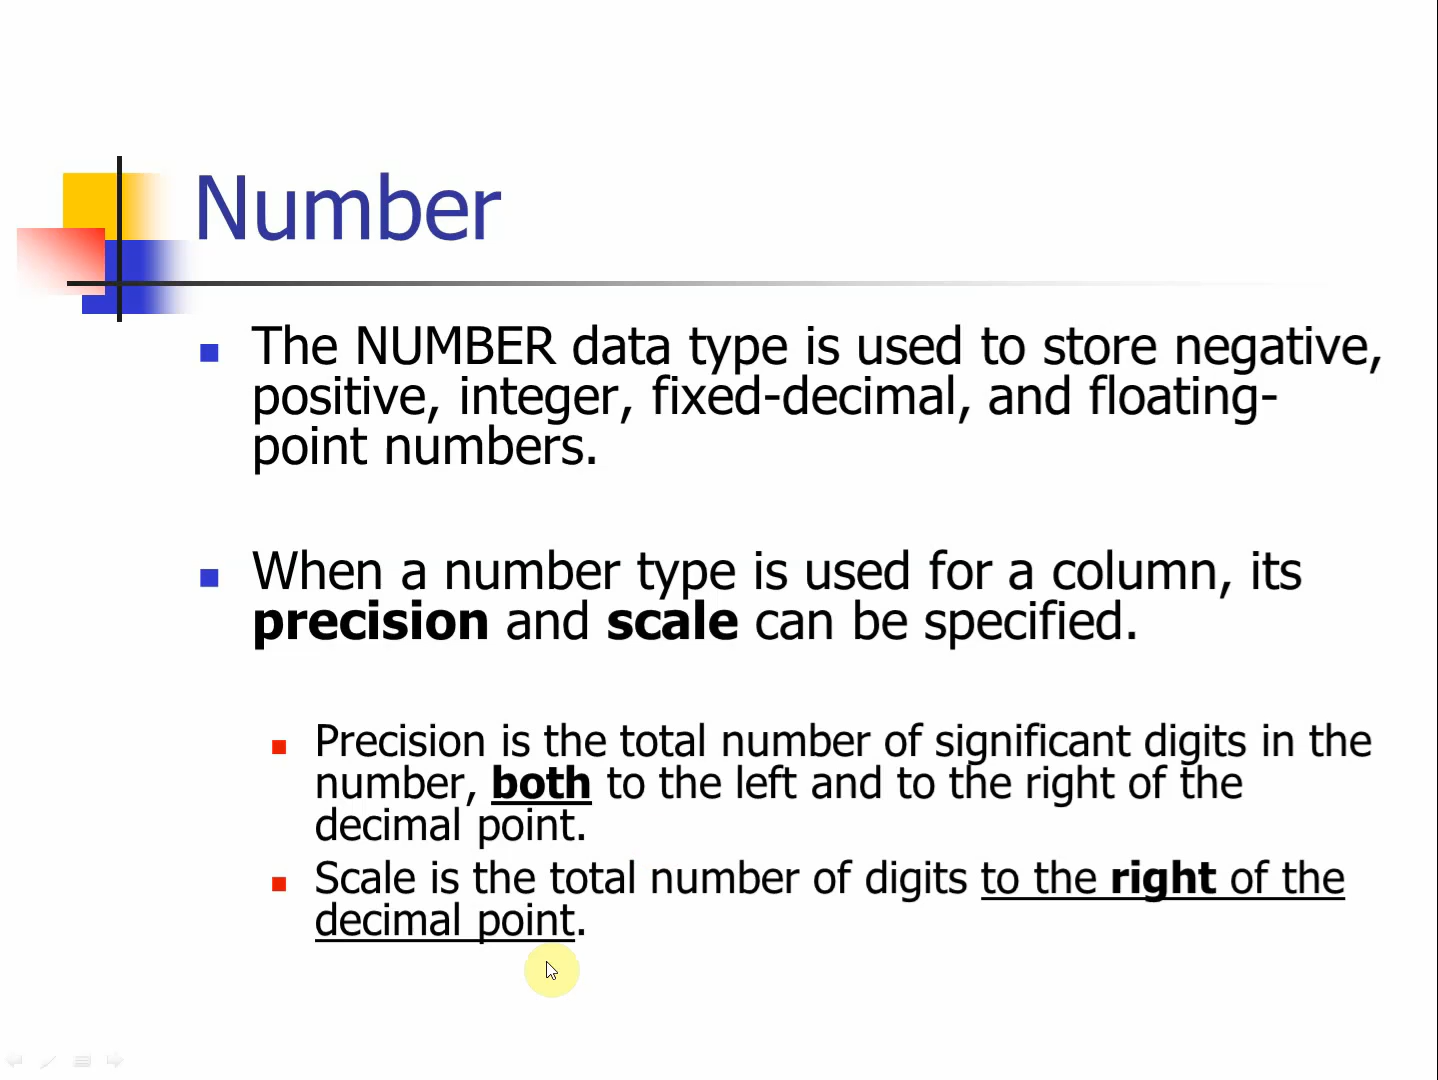 Number
The NUMBER data type is used to store negative,
positive, integer, fixed-decimal, and floating-
point numbers.
When a number type is used for a column, its
precision and scale can be specified.
Precision is the total number of significant digits in the
number, both to the left and to the right of the
decimal point.
Scale is the total number of digits to the right of the
decimal point.